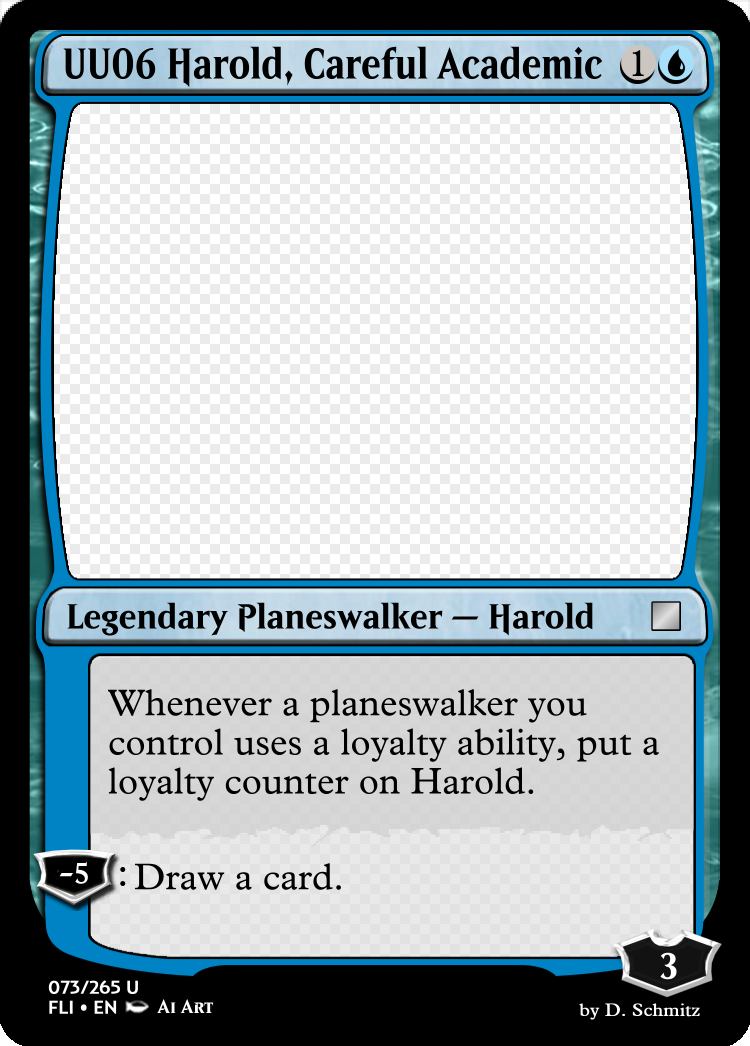 UU06 Harold, Careful Academic 1
Legendary Planeswalker — Harold
Whenever a planeswalker you
control uses a loyalty ability, put a
loyalty counter on Harold.
-5 : Draw a card.
3
073/265 U
FLI • EN AI ART
by D. Schmitz